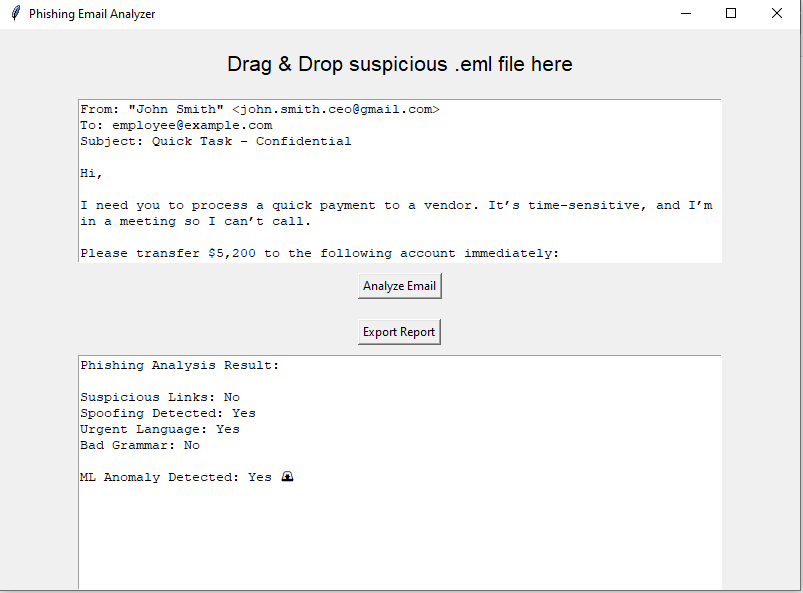 Phishing Email Analyzer
Drag & Drop suspicious .eml file here
From: "John Smith" <john.smith.ceo@gmail.com>
To: employee@example.com
Subject: Quick Task - Confidential
Hi,
I need you to process a quick payment to a vendor. It’s time-sensitive, and I’m
in a meeting so I can’t call.
Please transfer $5,200 to the following account immediately:
Analyze Email
Export Report
Phishing Analysis Result:
Suspicious Links: No
Spoofing Detected: Yes
Urgent Language: Yes
Bad Grammar: No
ML Anomaly Detected: Yes 🚨